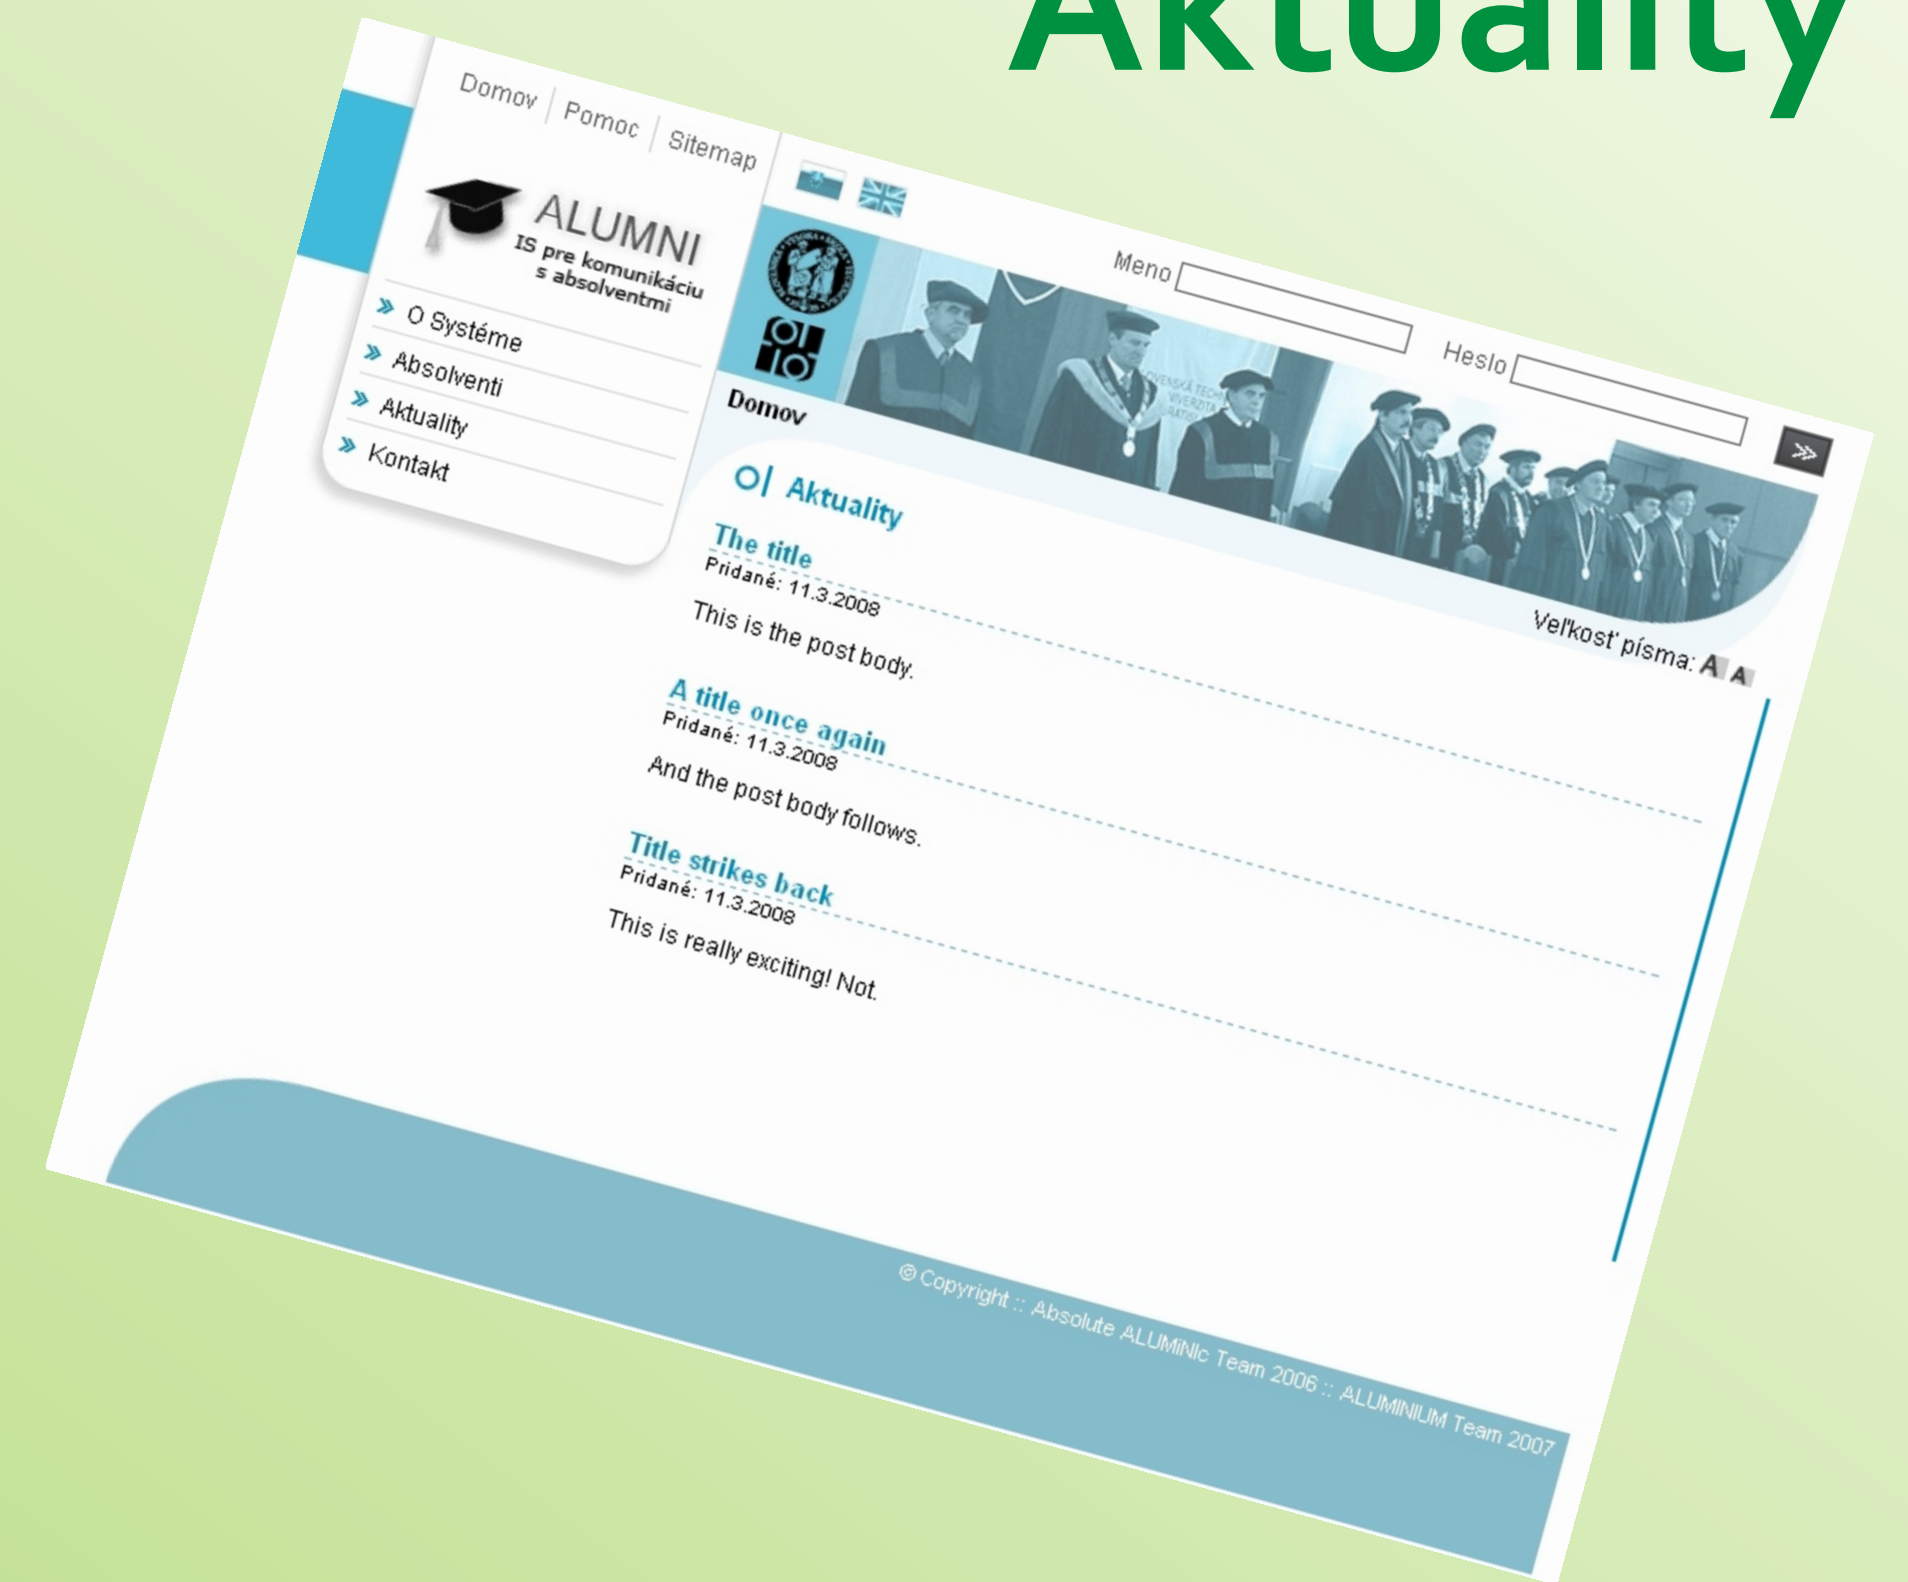 Aktuality
Domov
Pomoc
Sitemap
ALUMNI
IS pre komunikáciu
s absolventmi
O Systéme
Absolventi
Aktuality
Kontakt
Meno
Heslo
Domov
Veľkosť písma: A A
Aktuality
The title
Pridané: 11.3.2008
This is the post body.
A title once again
Pridané: 11.3.2008
And the post body follows.
Title strikes back
Pridané: 11.3.2008
This is really exciting! Not.
© Copyright :: Absolute ALUMiNIc Team 2006 :: ALUMINIUM Team 2007